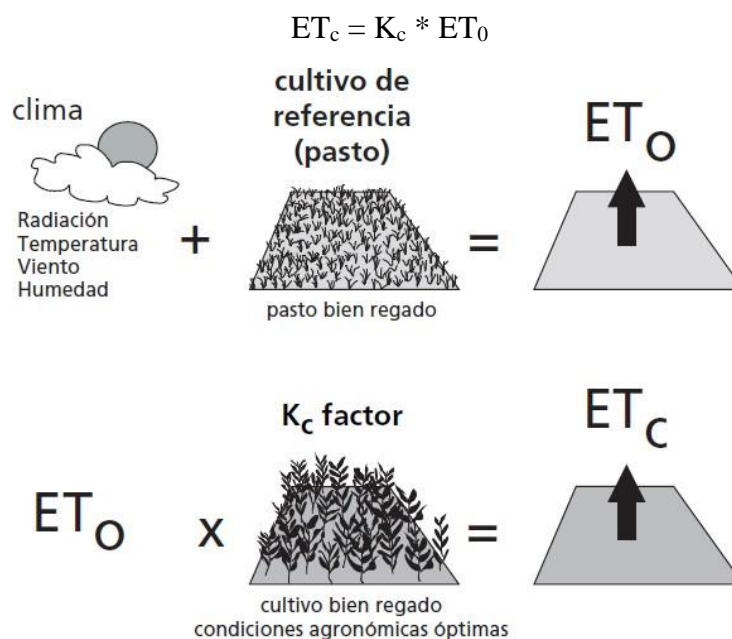 ETc = Kc * ET0
cultivo de
referencia
(pasto)
clima
ETo
Radiación
Temperatura
Viento
Humedad
+
=
pasto bien regado
Kc factor
ETc
ETo
x
=
cultivo bien regado
condiciones agronómicas óptimas